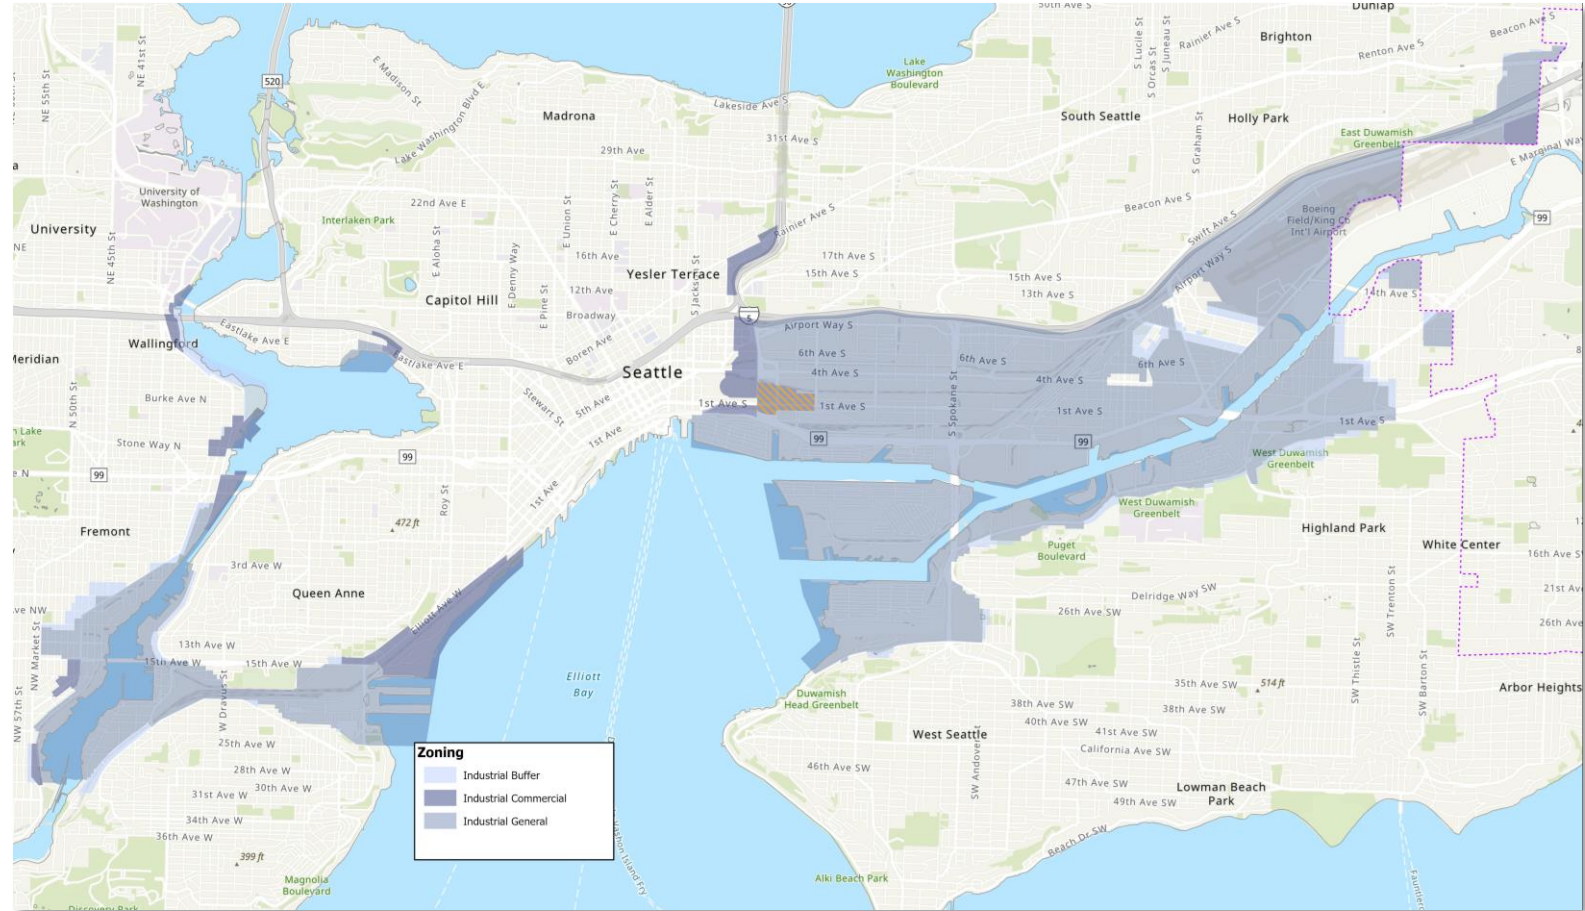 50th Ave S
Dunlap
Beacon Ave S
Brighton
Rainier Ave S
Renton Ave S
S Lucile St
S Juneau St
S Orcas St
NE 41st St
NE 55th St
520
E Madison St
Lake Washington Blvd E
Lake
Washington
Boulevard
Lakeside Ave S
Madrona
South Seattle
Holly Park
31st Ave S
29th Ave
S Graham St
East Duwamish
Greenbelt
E Marginal Way
University of
Washington
22nd Ave E
Interlaken Park
E Union St
E Cherry St
E Alder St
Rainier Ave S
Beacon Ave S
Swift Ave S
Boeing
Field/King Co
Int'l Airport
99
University
NE 45th St
E Aloha St
E Denny Way
16th Ave
17th Ave S
15th Ave S
Yesler Terrace
S Jackson St
12th Ave
E Pine St
Capitol Hill
Broadway
15th Ave S
13th Ave S
Airport Way S
14th Ave S
5
Eastlake Ave E
Wallingford
Meridian
Boren Ave
Airport Way S
6th Ave S
4th Ave S
6th Ave S
4th Ave S
6th Ave S
Eastlake Ave E
Seattle
Stewart St
5th Ave
1st Ave
1st Ave S
1st Ave S
1st Ave S
1st Ave S
S Spokane St
N 50th St
Burke Ave N
Stone Way N
99
99
99
99
West Duwamish
Greenbelt
West Duwamish
Greenbelt
Roy St
1st Ave
472 ft
Fremont
3rd Ave W
Queen Anne
Puget
Boulevard
Highland Park
White Center
16th Ave SW
Delridge Way SW
26th Ave SW
SW Trenton St
21st Ave
26th Ave
Elliott Ave W
13th Ave W
15th Ave W
15th Ave W
NW Market St
NW 57th St
W Dravus St
25th Ave W
28th Ave W
30th Ave W
31st Ave W
34th Ave W
36th Ave W
399 ft
Magnolia
Boulevard
Discovery Park
Elliott
Bay
Duwamish
Head Greenbelt
35th Ave SW
514 ft
SW Thistle St
SW Barton St
Arbor Heights
38th Ave SW
38th Ave SW
40th Ave SW
41st Ave SW
California Ave SW
West Seattle
SW Andover St
46th Ave SW
47th Ave SW
49th Ave SW
Lowman Beach
Park
Beach Dr SW
Alki Beach Park
Vashon Island Fry
Zoning
Industrial Buffer
Industrial Commercial
Industrial General